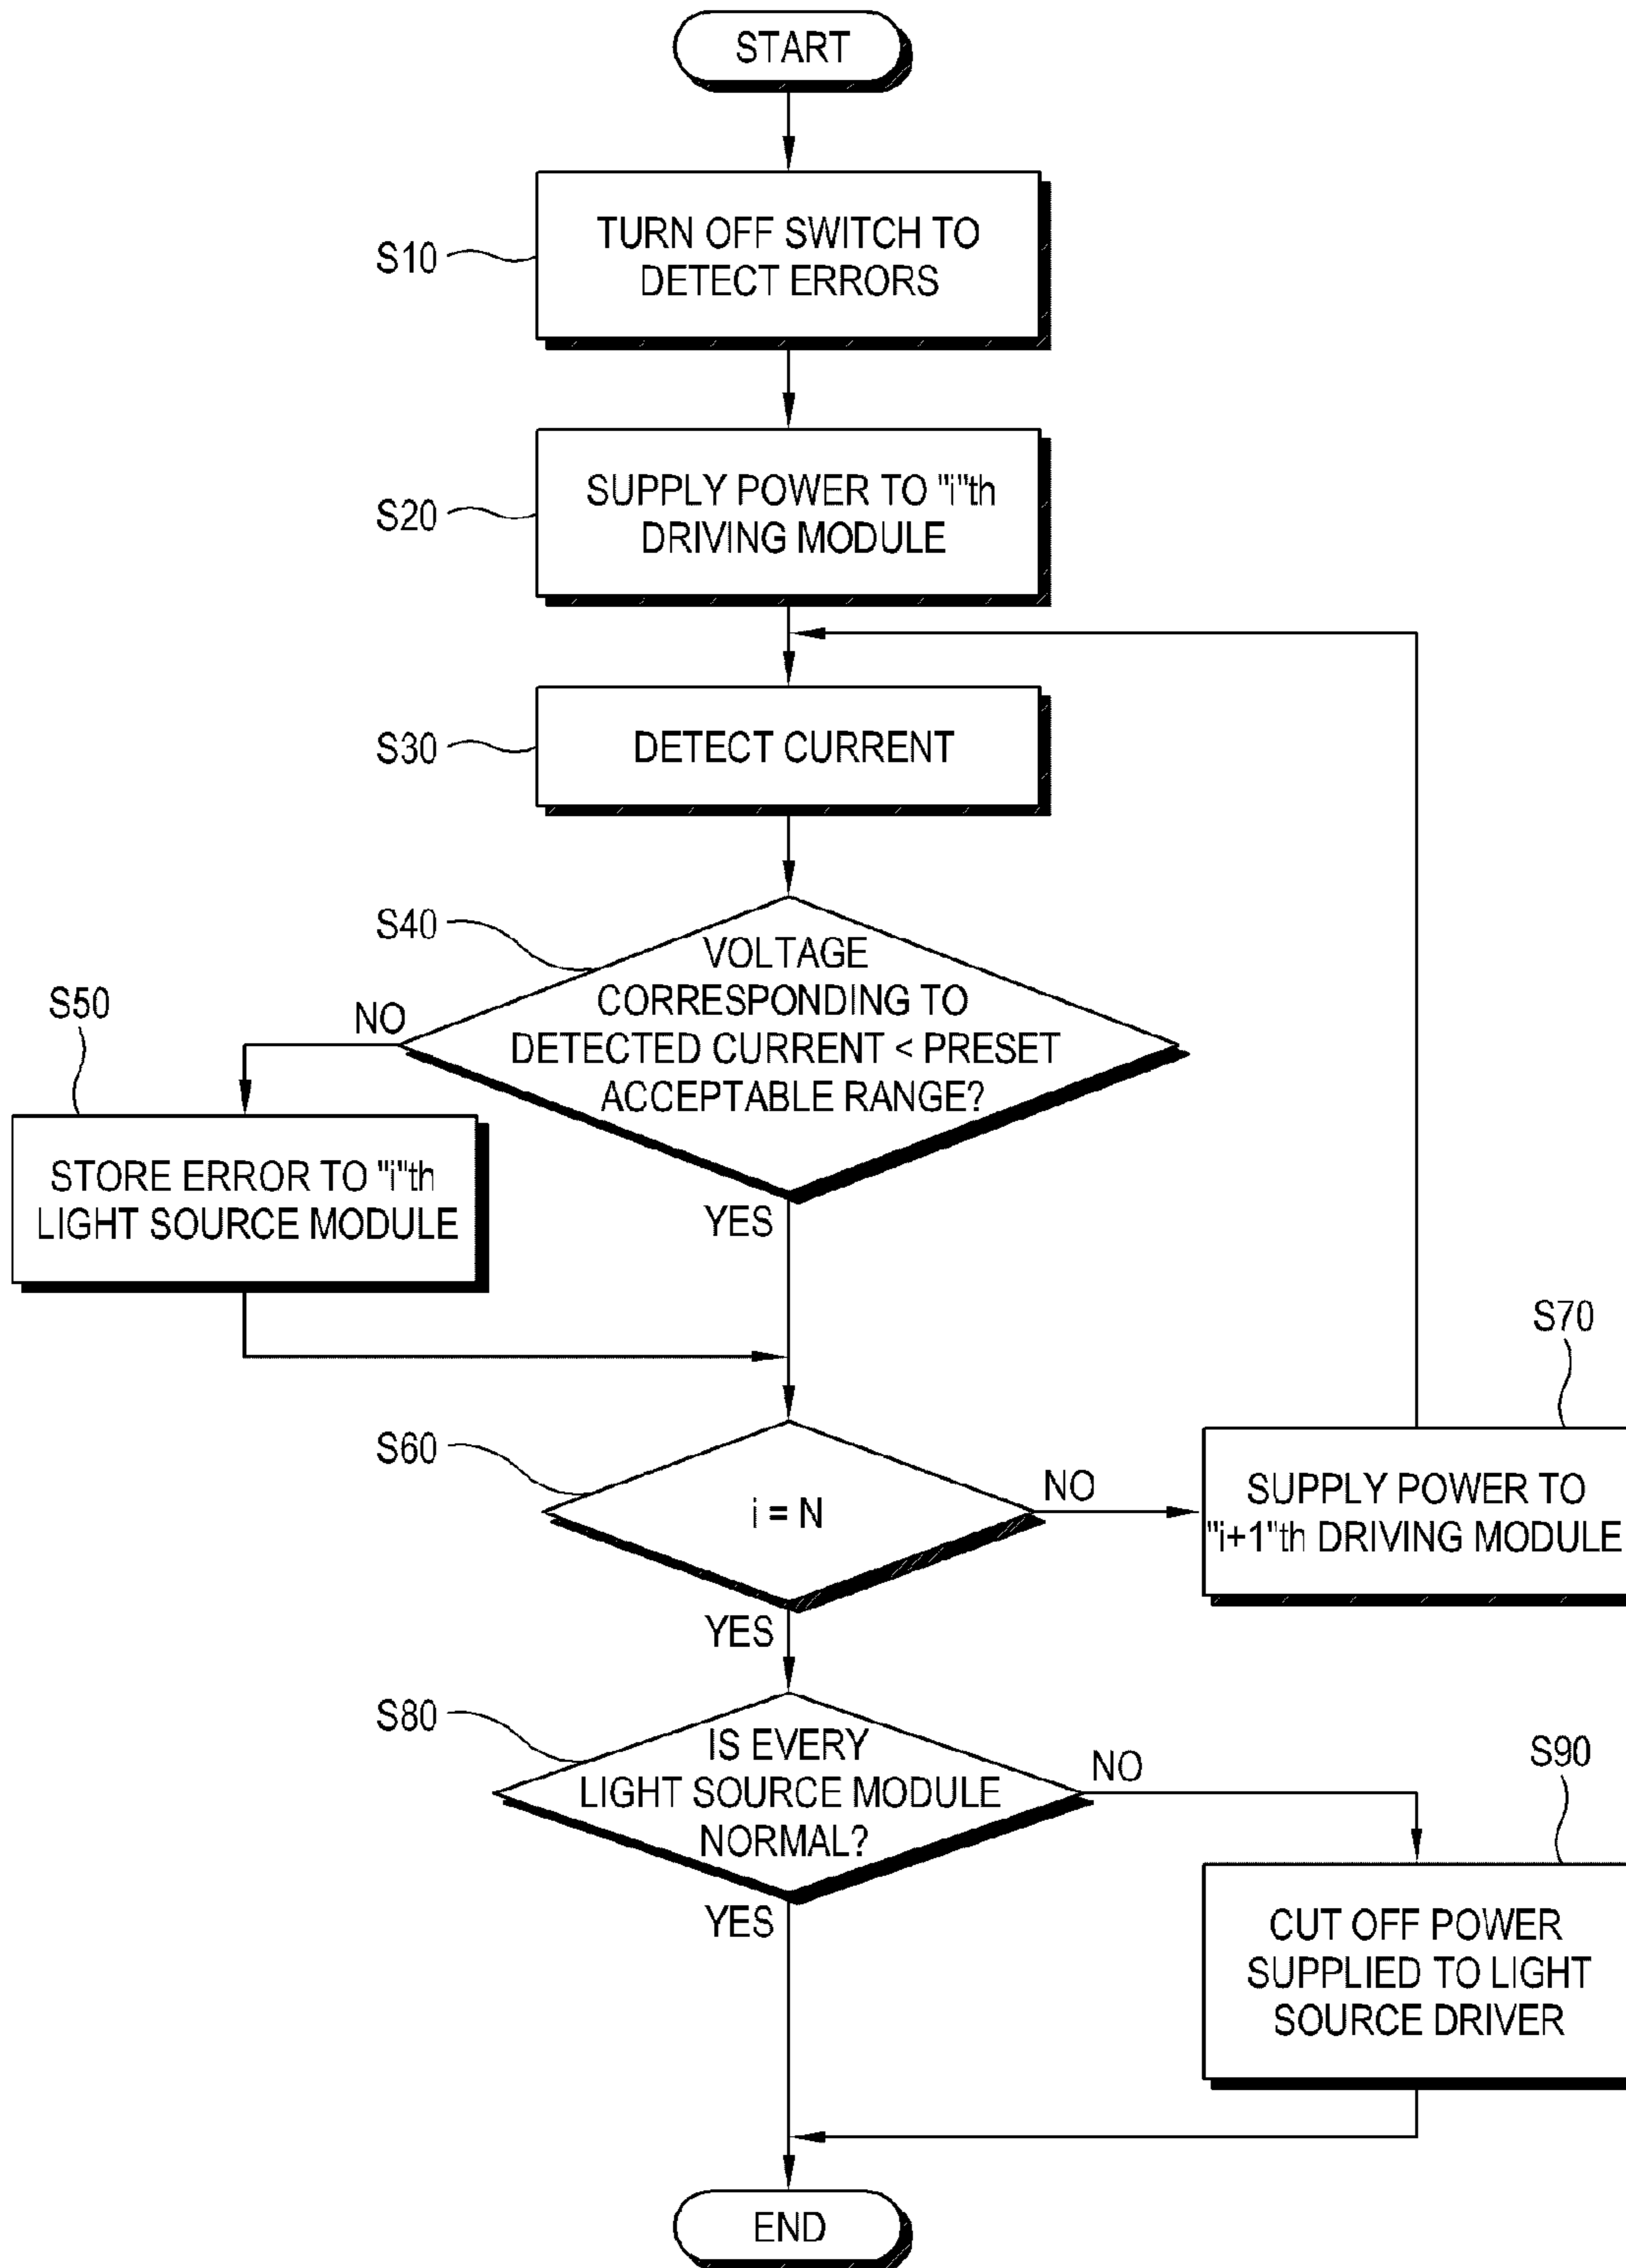 START
S10
TURN OFF SWITCH TO
DETECT ERRORS
S20
SUPPLY POWER TO "i"th
DRIVING MODULE
S30
DETECT CURRENT
S40
VOLTAGE
CORRESPONDING TO
DETECTED CURRENT < PRESET
ACCEPTABLE RANGE?
NO
YES
S50
STORE ERROR TO "i"th
LIGHT SOURCE MODULE
S60
i = N
NO
YES
S70
SUPPLY POWER TO
"i+1"th DRIVING MODULE
S80
IS EVERY
LIGHT SOURCE MODULE
NORMAL?
NO
YES
S90
CUT OFF POWER
SUPPLIED TO LIGHT
SOURCE DRIVER
END